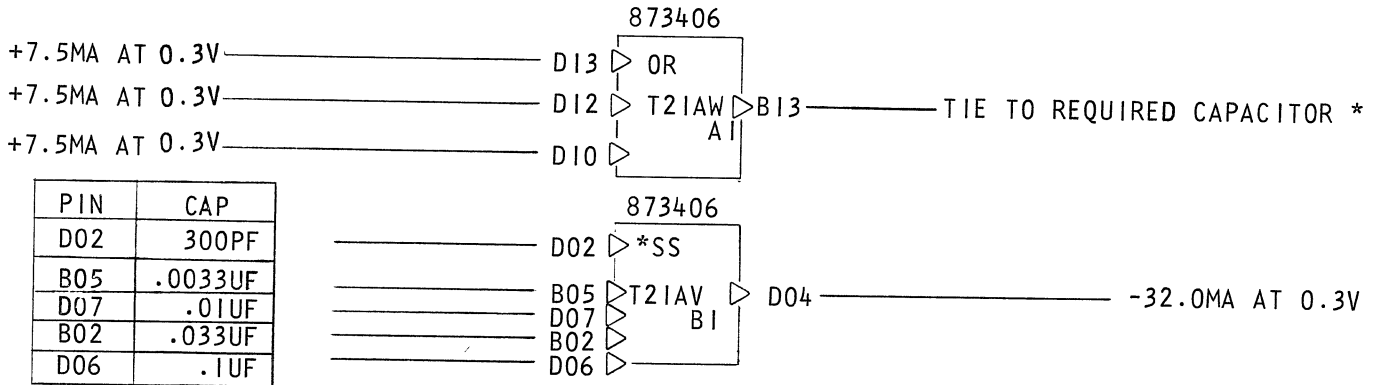 873406
+7.5MA AT 0.3V D13 OR
+7.5MA AT 0.3V D12 T21AW B13 TIE TO REQUIRED CAPACITOR *
A1
+7.5MA AT 0.3V D10
873406
PIN CAP
D02 300PF
B05 .0033UF
D07 .01UF
B02 .033UF
D06 .1UF
D02 *SS
B05 T21AV D04 -32.0MA AT 0.3V
D07 B1
B02
D06